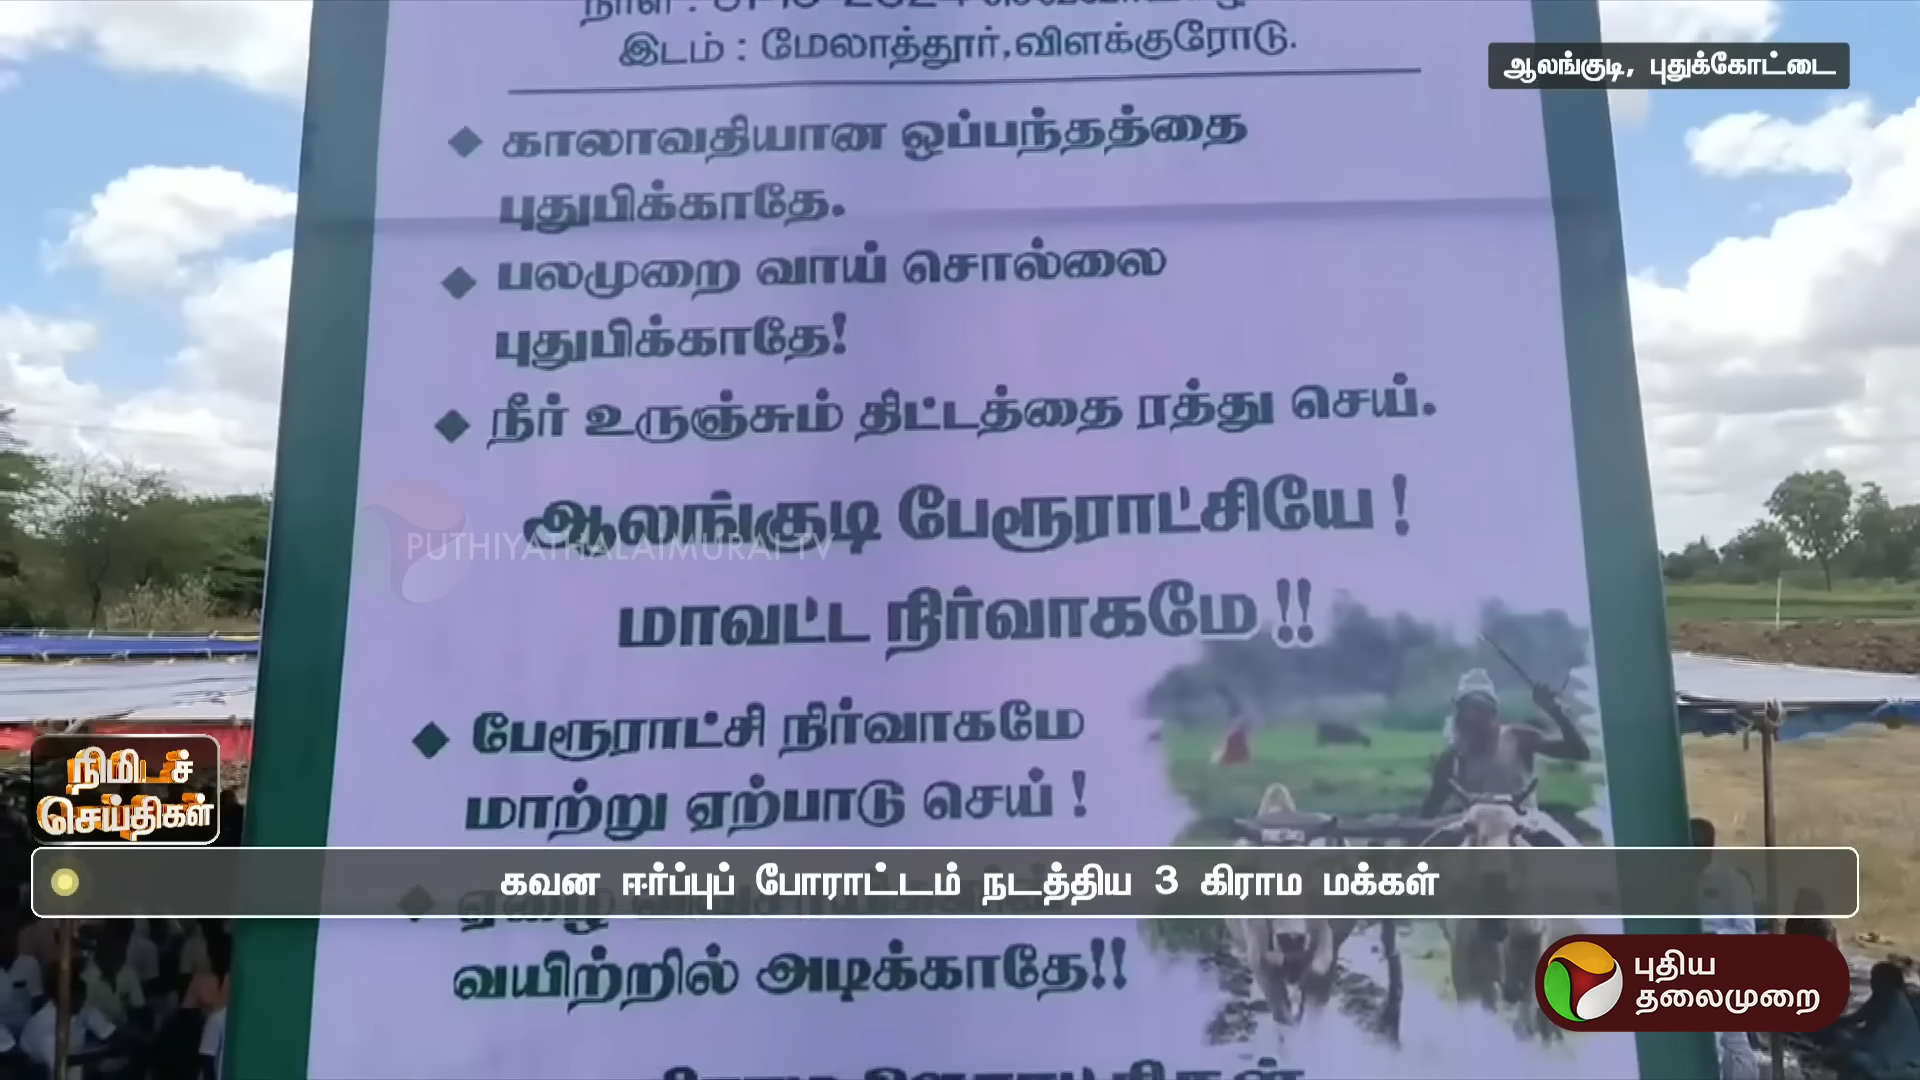 இடம் : மேலாத்தூர்,விளக்குரோடு.
ஆலங்குடி, புதுக்கோட்டை
◆ காலாவதியான ஒப்பந்தத்தை
புதுபிக்காதே.
◆ பலமுறை வாய் சொல்லை
புதுபிக்காதே!
◆ நீர் உருஞ்சும் திட்டத்தை ரத்து செய்.
ஆலங்குடி பேரூராட்சியே !
PUTHIYATHALAIMURAI TV
மாவட்ட நிர்வாகமே !!
◆ பேரூராட்சி நிர்வாகமே
மாற்று ஏற்பாடு செய் !
நிமிடச்
செய்திகள்
கவன ஈர்ப்புப் போராட்டம் நடத்திய 3 கிராம மக்கள்
வயிற்றில் அடிக்காதே!!
புதிய
தலைமுறை